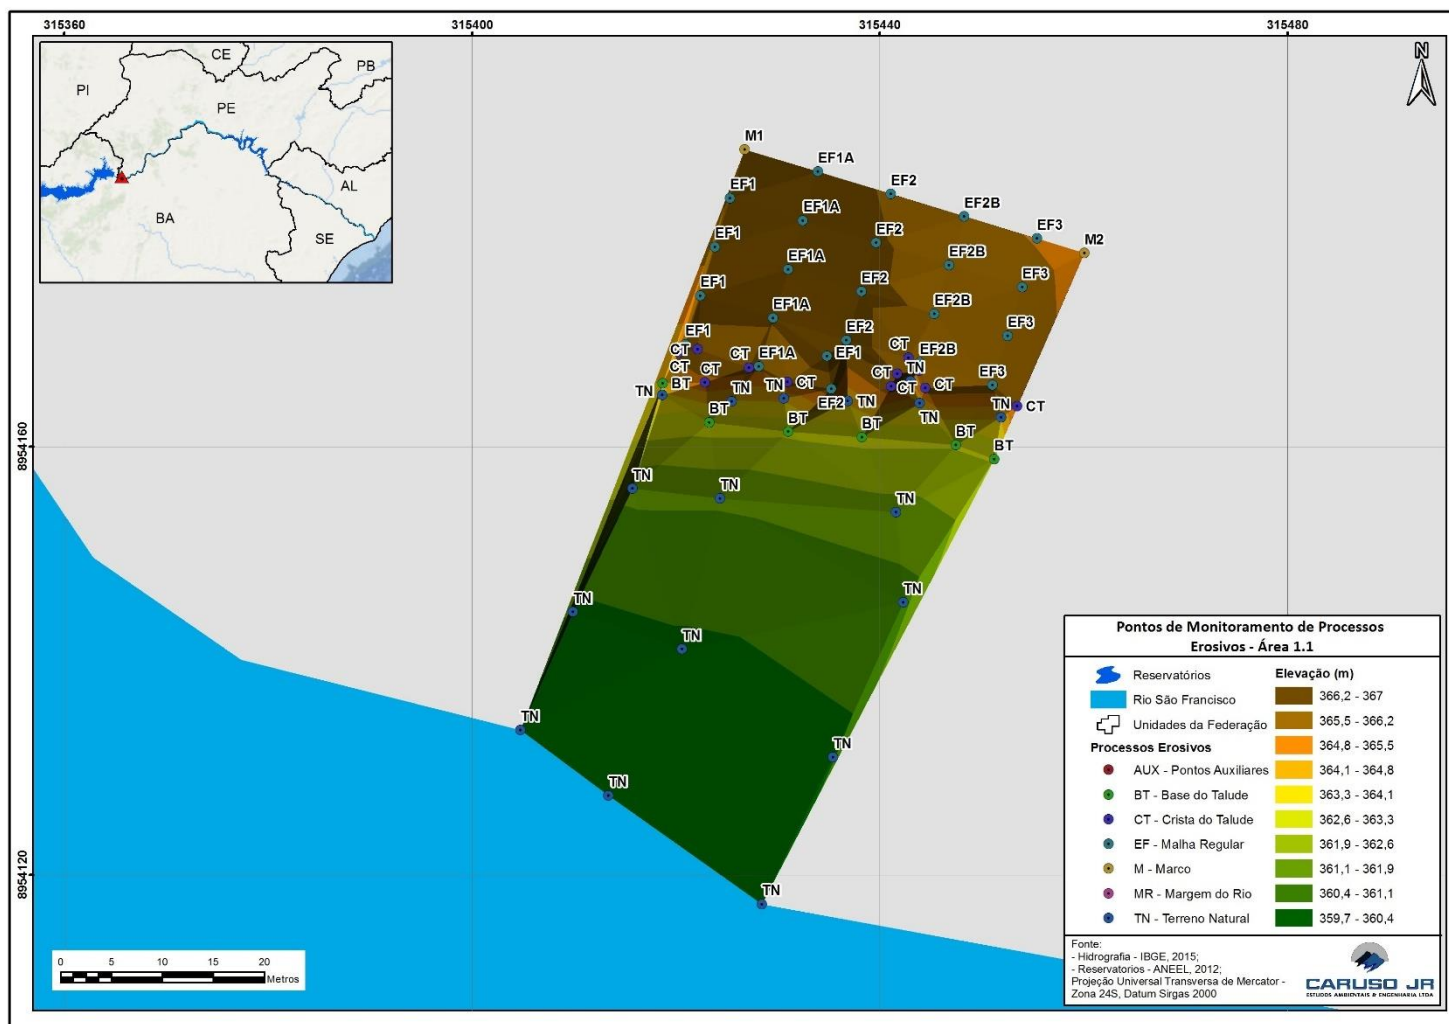 315360
315400
315440
315480
CE
PB
PI
PE
AL
BA
SE
N
M1
EF1A
EF1
EF2
EF1A
EF2B
EF3
M2
EF1
EF2
EF1A
EF2B
EF1
EF2
EF3
EF1A
EF2B
EF2
EF3
EF1
CT
CT
EF1A
EF1
CT
EF2B
CT
CT
CT
TN
EF3
TN
BT
TN
TN
CT
CT
CT
EF2
TN
TN
TN
CT
BT
BT
BT
BT
BT
8954160
TN
TN
TN
TN
TN
TN
TN
TN
TN
TN
8954120
0 5 10 20
Metros
Pontos de Monitoramento de Processos
Erosivos - Área 1.1
Reservatórios
Rio São Francisco
Unidades da Federação
Processos Erosivos
AUX - Pontos Auxiliares
BT - Base do Talude
CT - Crista do Talude
EF - Malha Regular
M - Marco
MR - Margem do Rio
TN - Terreno Natural
Elevação (m)
366,2 - 367
365,5 - 366,2
364,8 - 365,5
364,1 - 364,8
363,3 - 364,1
362,6 - 363,3
361,9 - 362,6
361,1 - 361,9
360,4 - 361,1
359,7 - 360,4
Fonte:
- Hidrografia - IBGE, 2015;
- Reservatorios - ANEEL, 2012;
Projeção Universal Transversa de Mercator -
Zona 24S, Datum Sirgas 2000
CARUSO JR
ESTUDOS AMBIENTAIS & ENGENHARIA LTDA